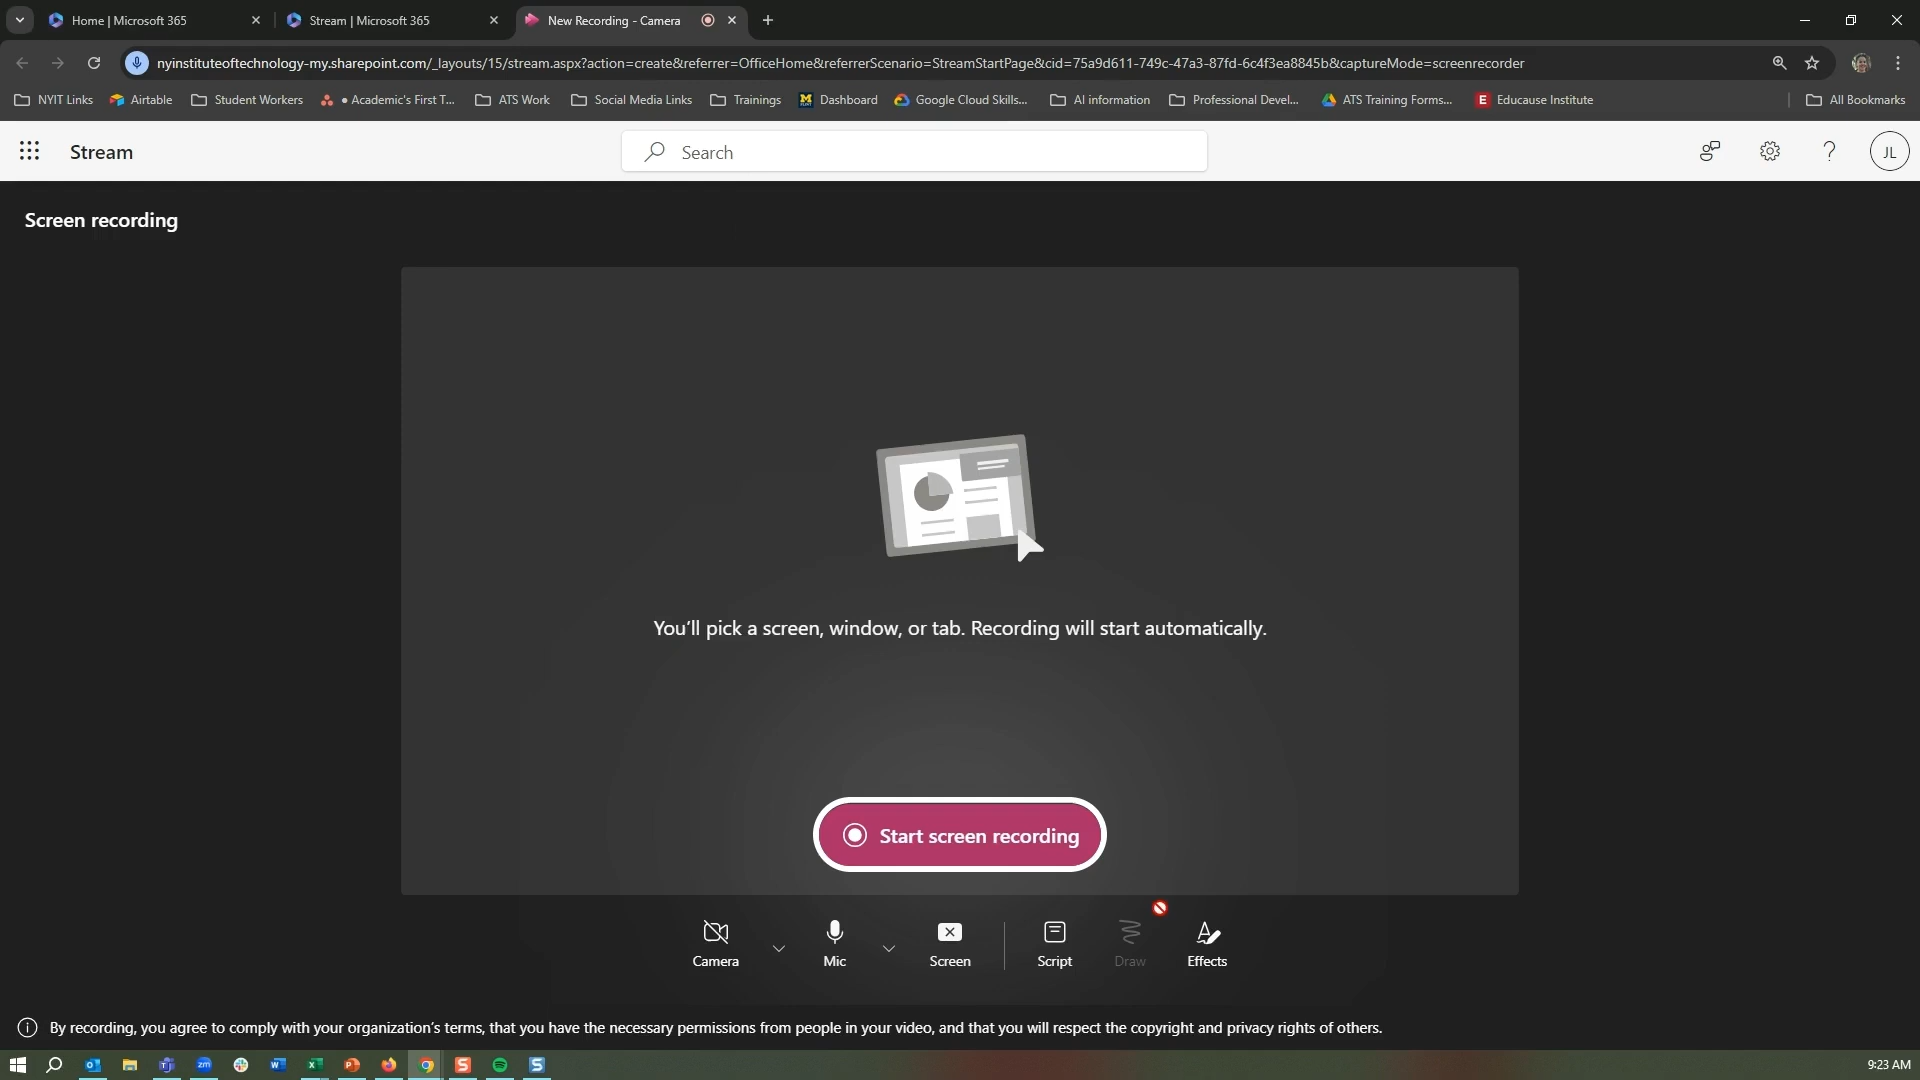 Home | Microsoft 365
Stream | Microsoft 365
New Recording - Camera
nyinstituteoftechnology-my.sharepoint.com/_layouts/15/stream.aspx?action=create&referrer=OfficeHome&referrerScenario=StreamStartPage&cid=75a9d611-749c-47a3-87fd-6c4f3ea8845b&captureMode=screenrecorder
NYIT Links
Airtable
Student Workers
● Academic's First T...
ATS Work
Social Media Links
Trainings
Dashboard
Google Cloud Skills...
AI information
Professional Devel...
ATS Training Forms...
E Educause Institute
All Bookmarks
Stream
Search
JL
Screen recording
You'll pick a screen, window, or tab. Recording will start automatically.
Start screen recording
Camera
Mic
Screen
Script
Draw
Effects
By recording, you agree to comply with your organization's terms, that you have the necessary permissions from people in your video, and that you will respect the copyright and privacy rights of others.
9:23 AM